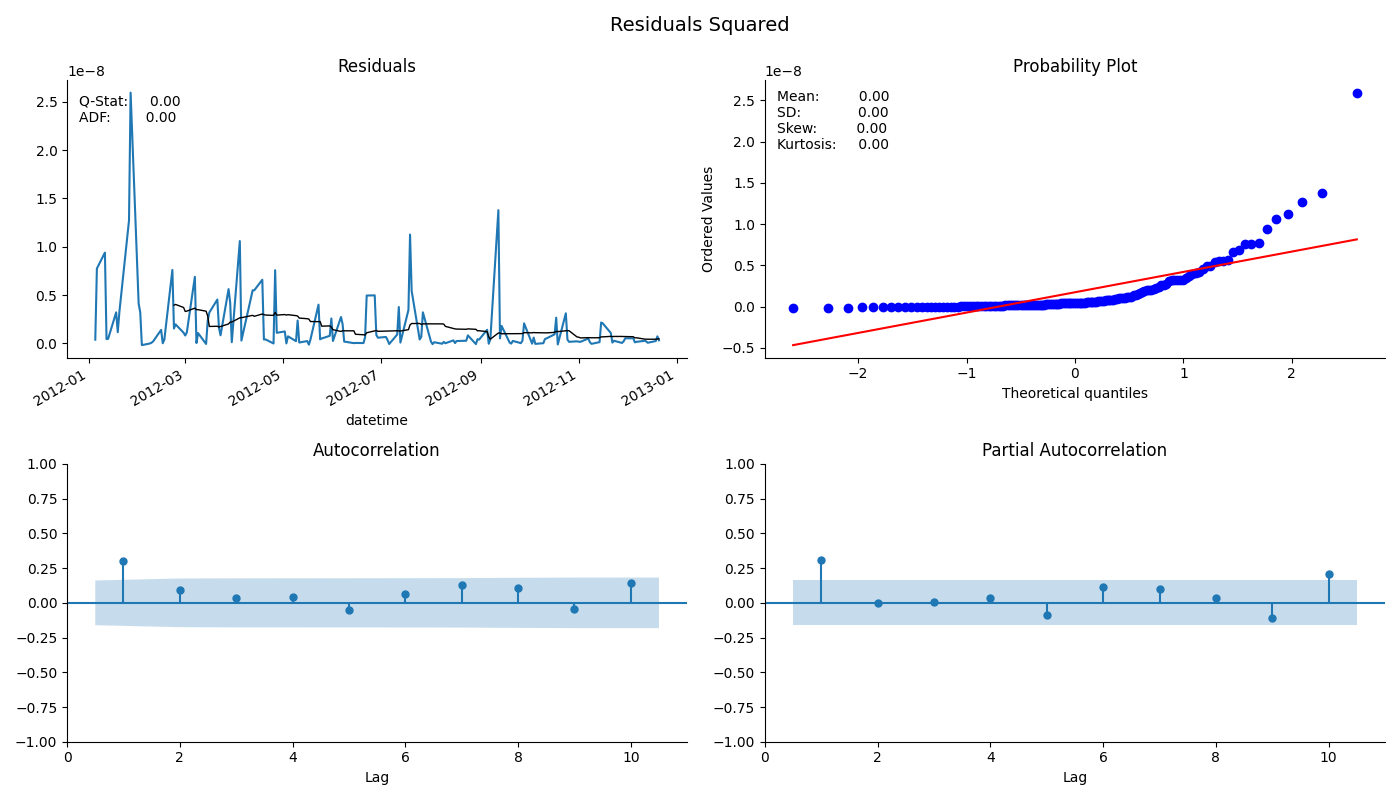 Residuals Squared
Residuals
1e−8
Q-Stat: 0.00
ADF: 0.00
2.5
2.0
1.5
1.0
0.5
0.0
2012-01 2012-03 2012-05 2012-07 2012-09 2012-11 2013-01
datetime
Probability Plot
1e−8
Mean: 0.00
SD: 0.00
Skew: 0.00
Kurtosis: 0.00
Ordered Values
2.5
2.0
1.5
1.0
0.5
0.0
−0.5
−2 −1 0 1 2
Theoretical quantiles
Autocorrelation
1.00
0.75
0.50
0.25
0.00
−0.25
−0.50
−0.75
−1.00
0 2 4 6 8 10
Lag
Partial Autocorrelation
1.00
0.75
0.50
0.25
0.00
−0.25
−0.50
−0.75
−1.00
0 2 4 6 8 10
Lag